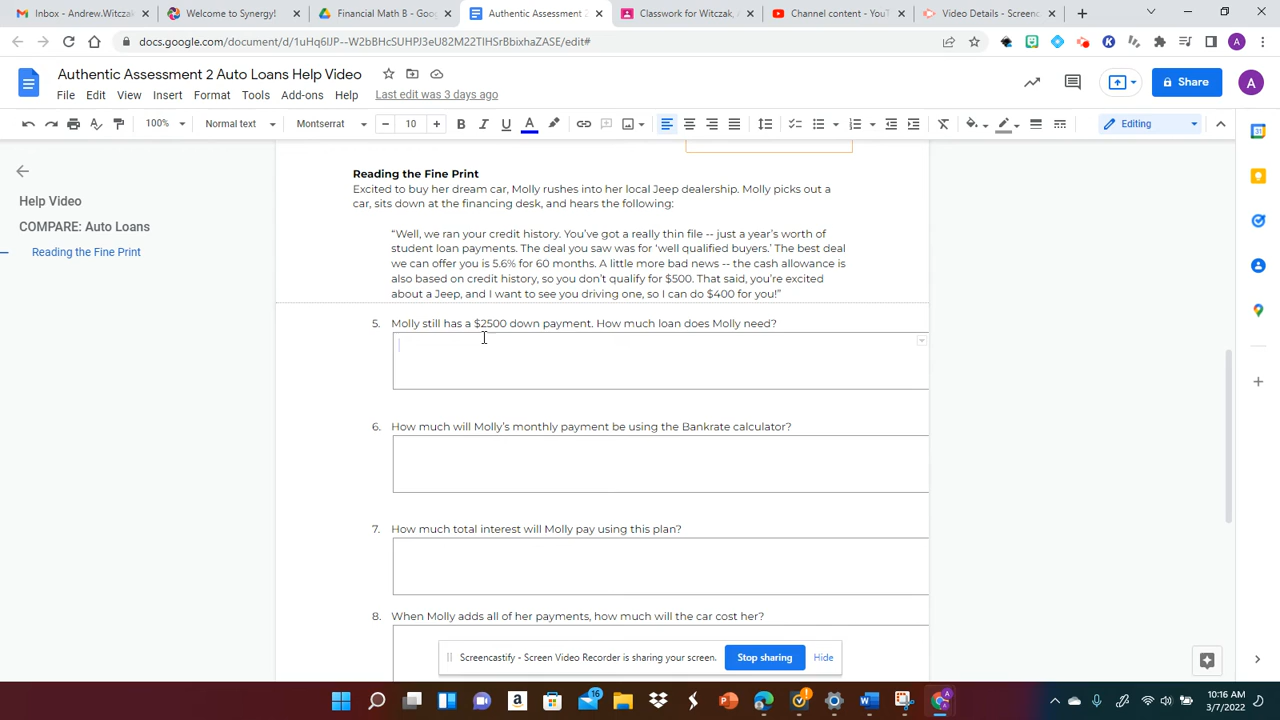 Inbox - Andrew.Witczak
Welcome to Synergy!
Financial Math B - Goo
Authentic Assessment 2
Classwork for Witczak, A
Channel content - YouT
Video Details - Screenc
docs.google.com/document/d/1uHq6IJP--W2bBHcSUHPJ3eU82M22TIHSrBbixhaZASE/edit#
Authentic Assessment 2 Auto Loans Help Video
Share
File Edit View Insert Format Tools Add-ons Help Last edit was 3 days ago
100% Normal text Montserrat 10 Editing
Help Video
COMPARE: Auto Loans
Reading the Fine Print
Reading the Fine Print
Excited to buy her dream car, Molly rushes into her local Jeep dealership. Molly picks out a
car, sits down at the financing desk, and hears the following:
“Well, we ran your credit history. You’ve got a really thin file -- just a year’s worth of
student loan payments. The deal you saw was for ‘well qualified buyers.’ The best deal
we can offer you is 5.6% for 60 months. A little more bad news -- the cash allowance is
also based on credit history, so you don’t qualify for $500. That said, you’re excited
about a Jeep, and I want to see you driving one, so I can do $400 for you!”
5. Molly still has a $2500 down payment. How much loan does Molly need?
6. How much will Molly’s monthly payment be using the Bankrate calculator?
7. How much total interest will Molly pay using this plan?
8. When Molly adds all of her payments, how much will the car cost her?
Screencastify - Screen Video Recorder is sharing your screen. Stop sharing Hide
16
10:16 AM
3/7/2022